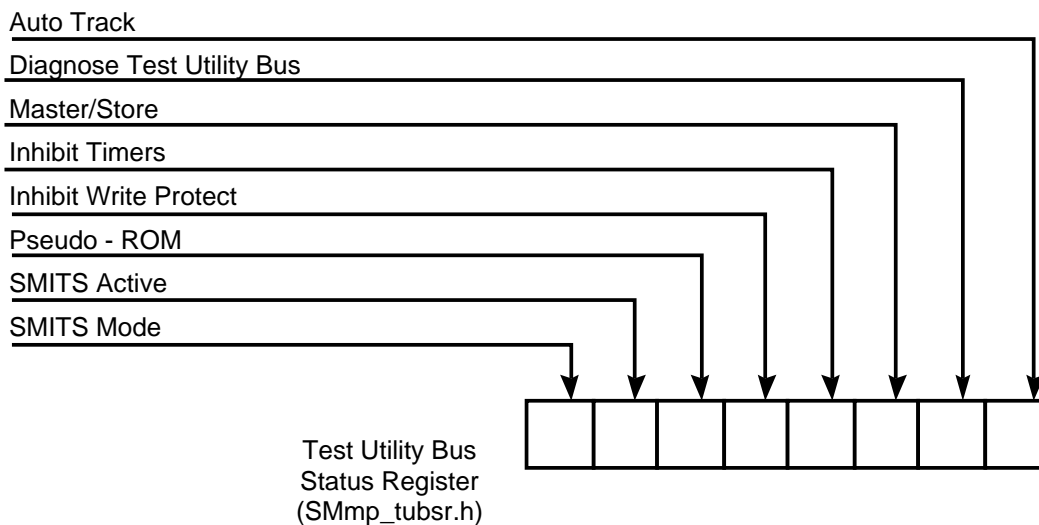 Auto Track
Diagnose Test Utility Bus
Master/Store
Inhibit Timers
Inhibit Write Protect
Pseudo - ROM
SMITS Active
SMITS Mode
Test Utility Bus
Status Register
(SMmp_tubsr.h)